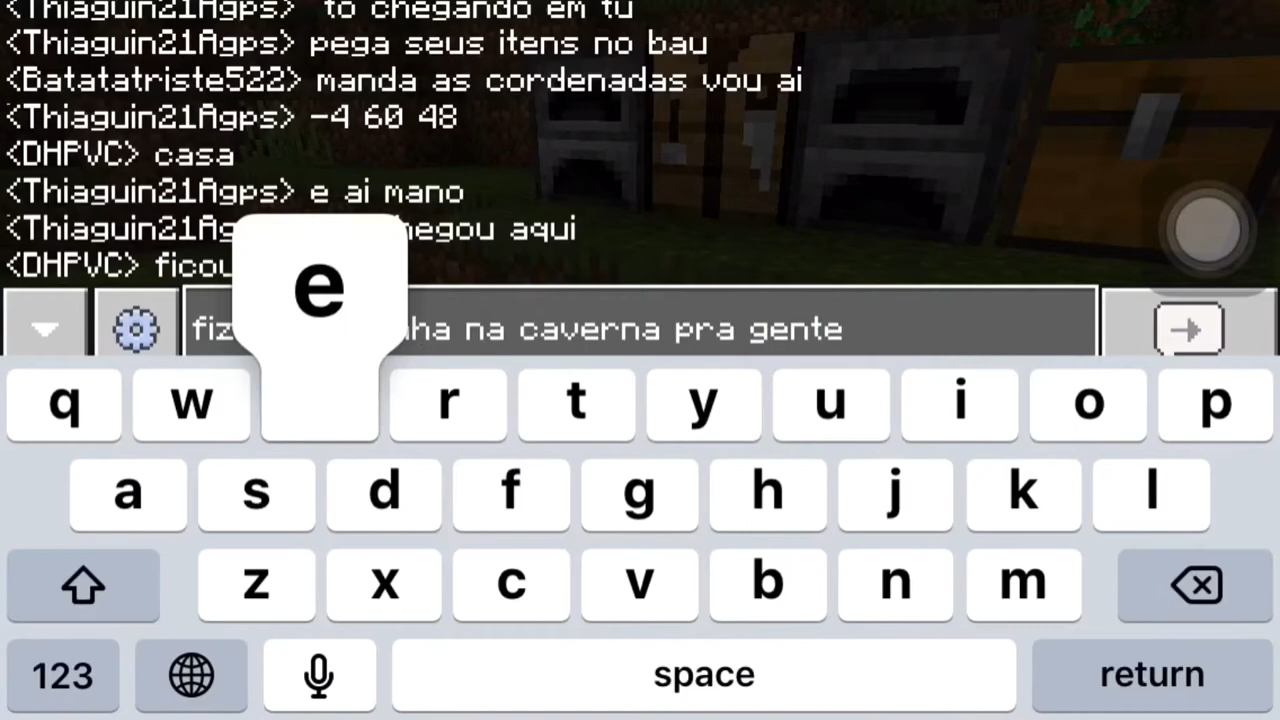 <Thiaguin21Agps> to chegando em tu
<Thiaguin21Agps> pega seus itens no bau
<Batatatriste522> manda as cordenadas vou ai
<Thiaguin21Agps> -4 60 48
<DHPVC> casa
<Thiaguin21Agps> e ai mano
<Thiaguin21Ag hegou aqui
<DHPVC> ficou
fiz nha na caverna pra gente
e
q w r t y u i o p
a s d f g h j k l
z x c v b n m
123 space return